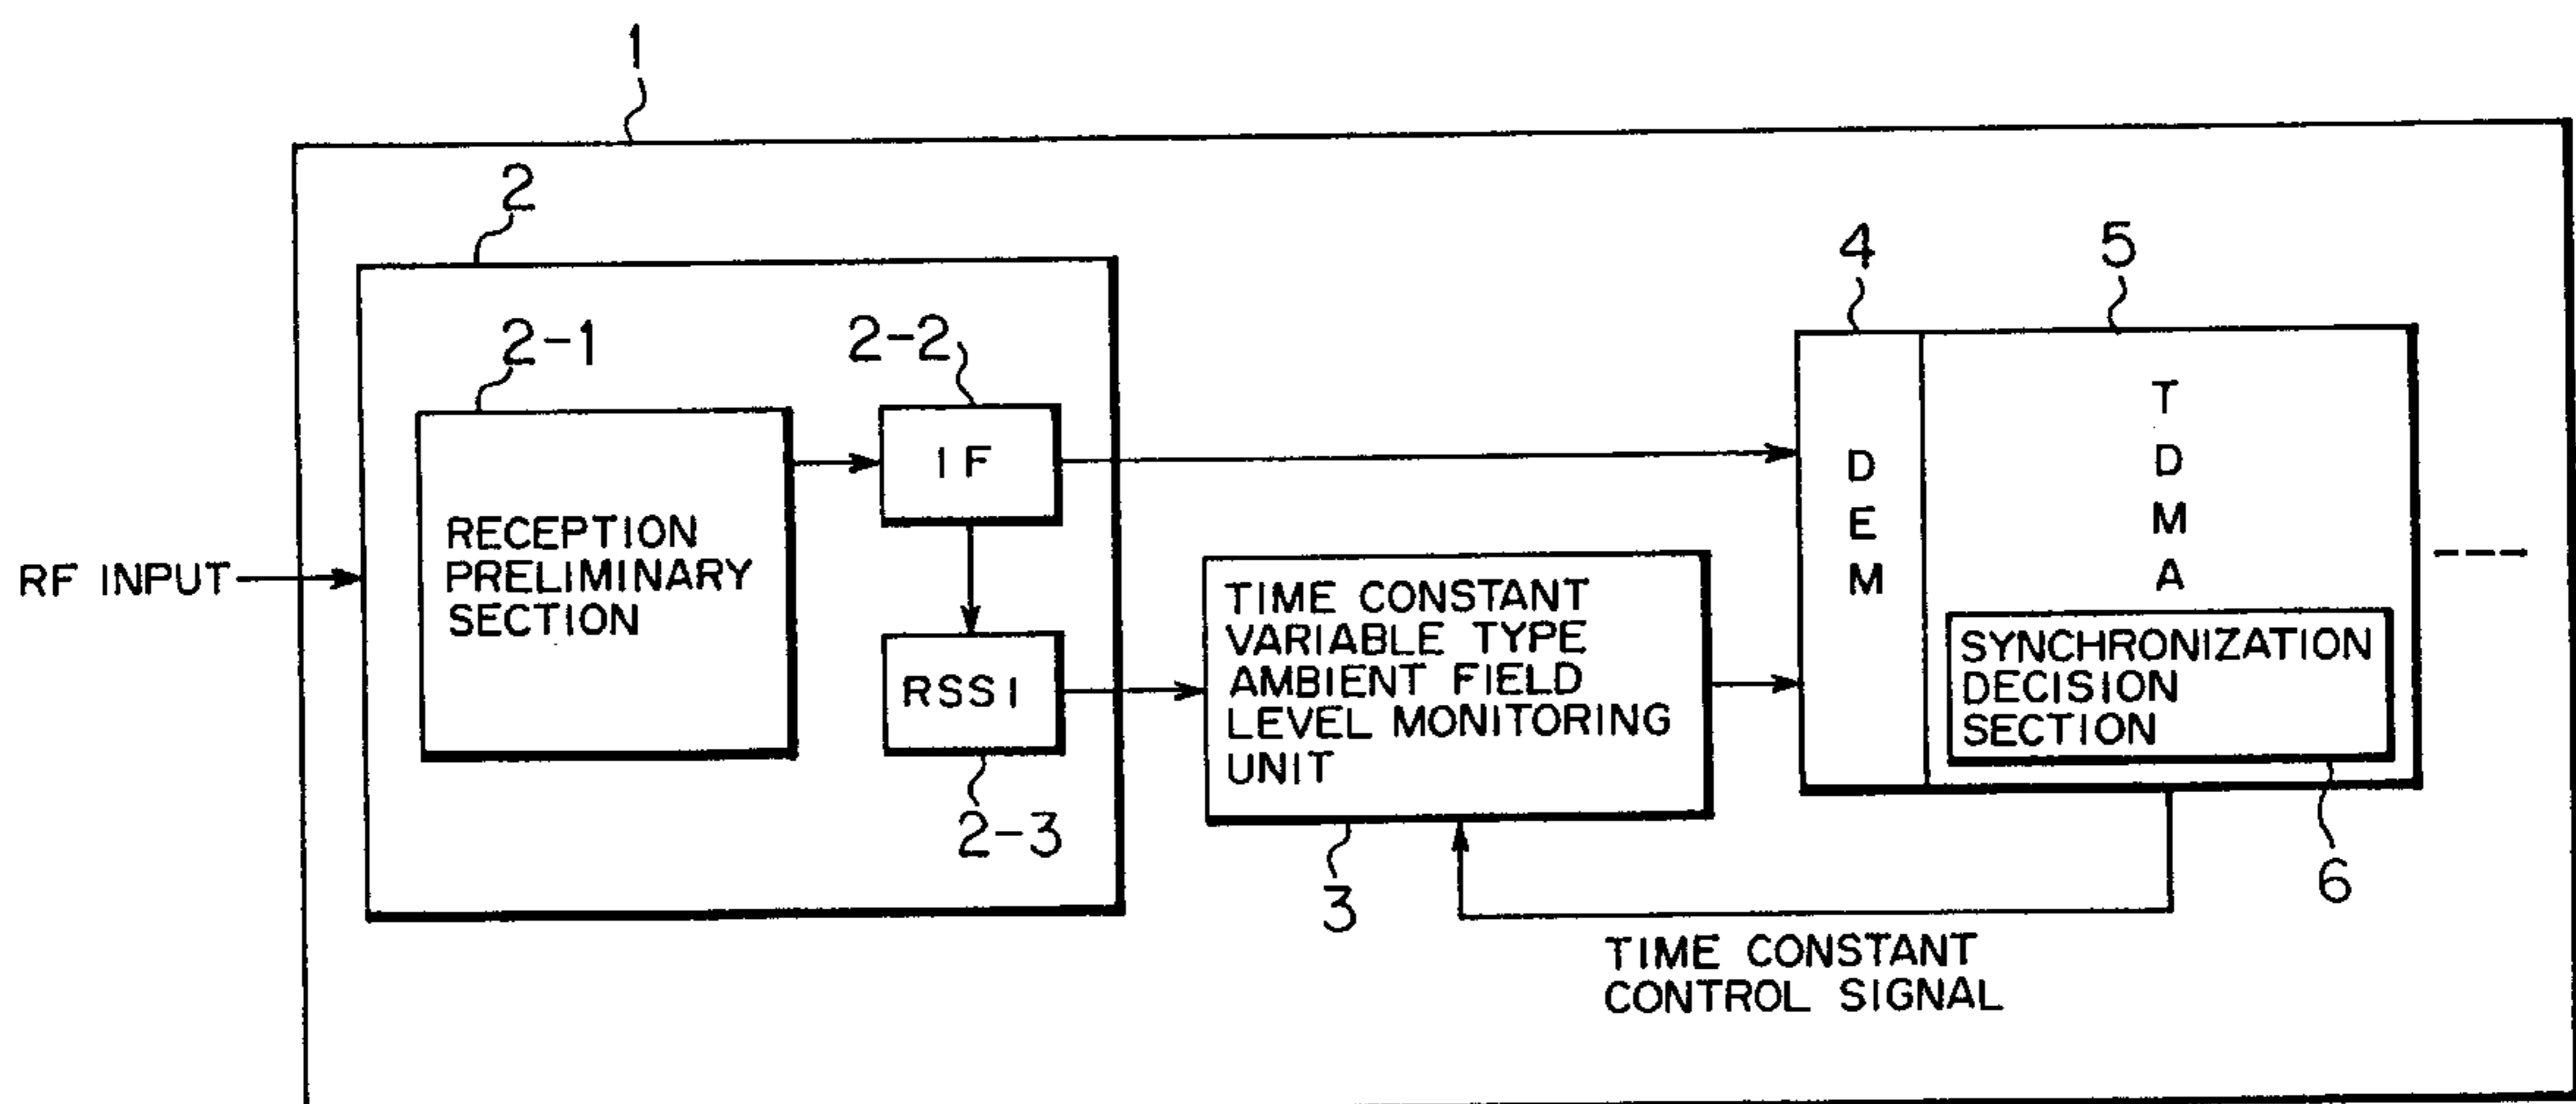 1
2
2-1
2-2
4
5
RF INPUT
RECEPTION
PRELIMINARY
SECTION
IF
RSSI
2-3
TIME CONSTANT
VARIABLE TYPE
AMBIENT FIELD
LEVEL MONITORING
UNIT
3
D
E
M
T
D
M
A
SYNCHRONIZATION
DECISION
SECTION
6
TIME CONSTANT
CONTROL SIGNAL